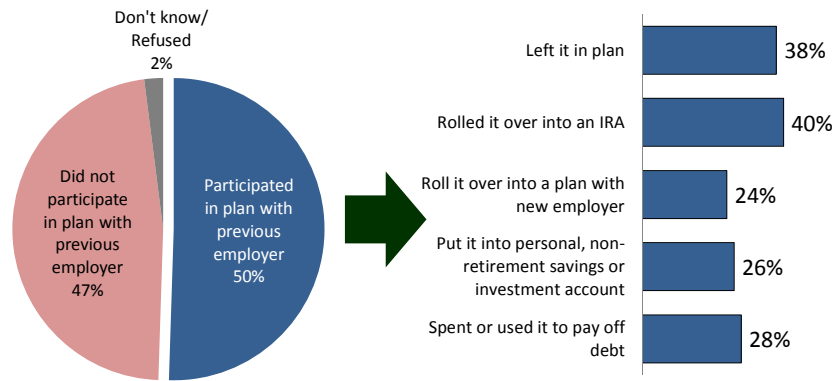 Don't know/
Refused
2%
Did not
participate
in plan with
previous
employer
47%
Participated
in plan with
previous
employer
50%
Left it in plan
38%
Rolled it over into an IRA
40%
Roll it over into a plan with
new employer
24%
Put it into personal, non-
retirement savings or
investment account
26%
Spent or used it to pay off
debt
28%